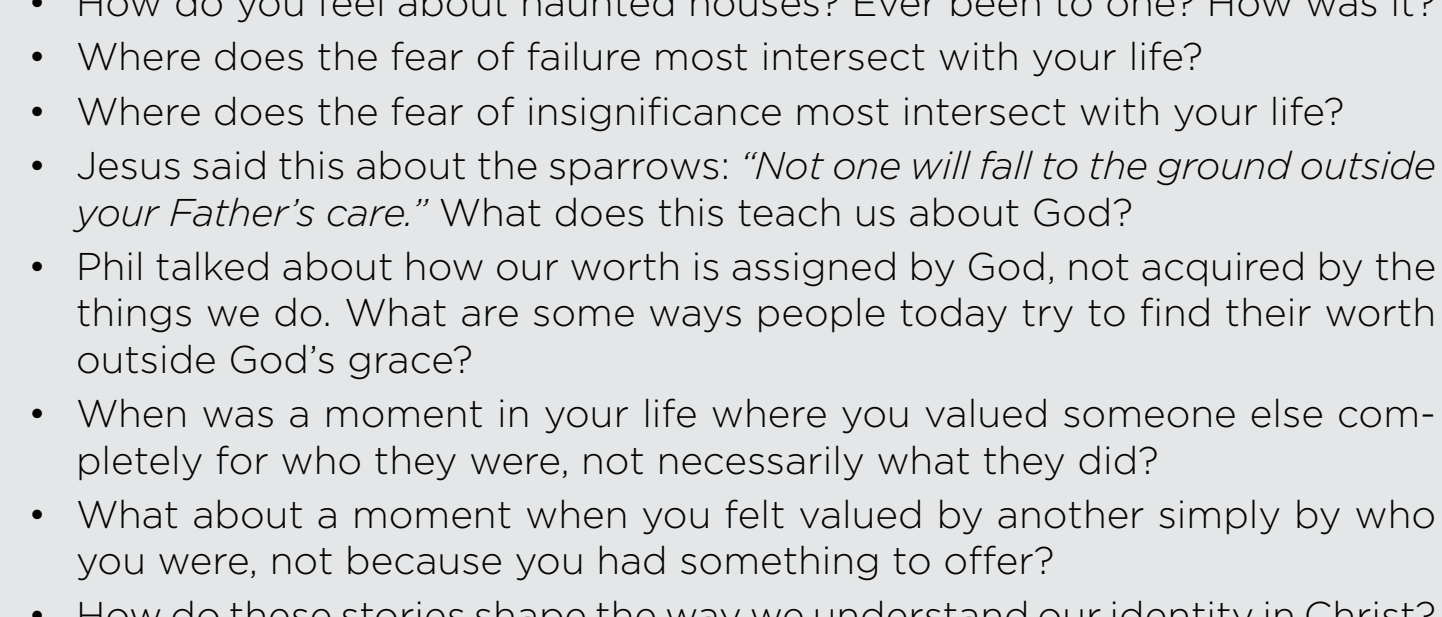 • How do you feel about haunted houses? Ever been to one? How was it?
• Where does the fear of failure most intersect with your life?
• Where does the fear of insignificance most intersect with your life?
• Jesus said this about the sparrows: “Not one will fall to the ground outside
your Father’s care.” What does this teach us about God?
• Phil talked about how our worth is assigned by God, not acquired by the
things we do. What are some ways people today try to find their worth
outside God’s grace?
• When was a moment in your life where you valued someone else com-
pletely for who they were, not necessarily what they did?
• What about a moment when you felt valued by another simply by who
you were, not because you had something to offer?
• How do these stories shape the way we understand our identity in Christ?